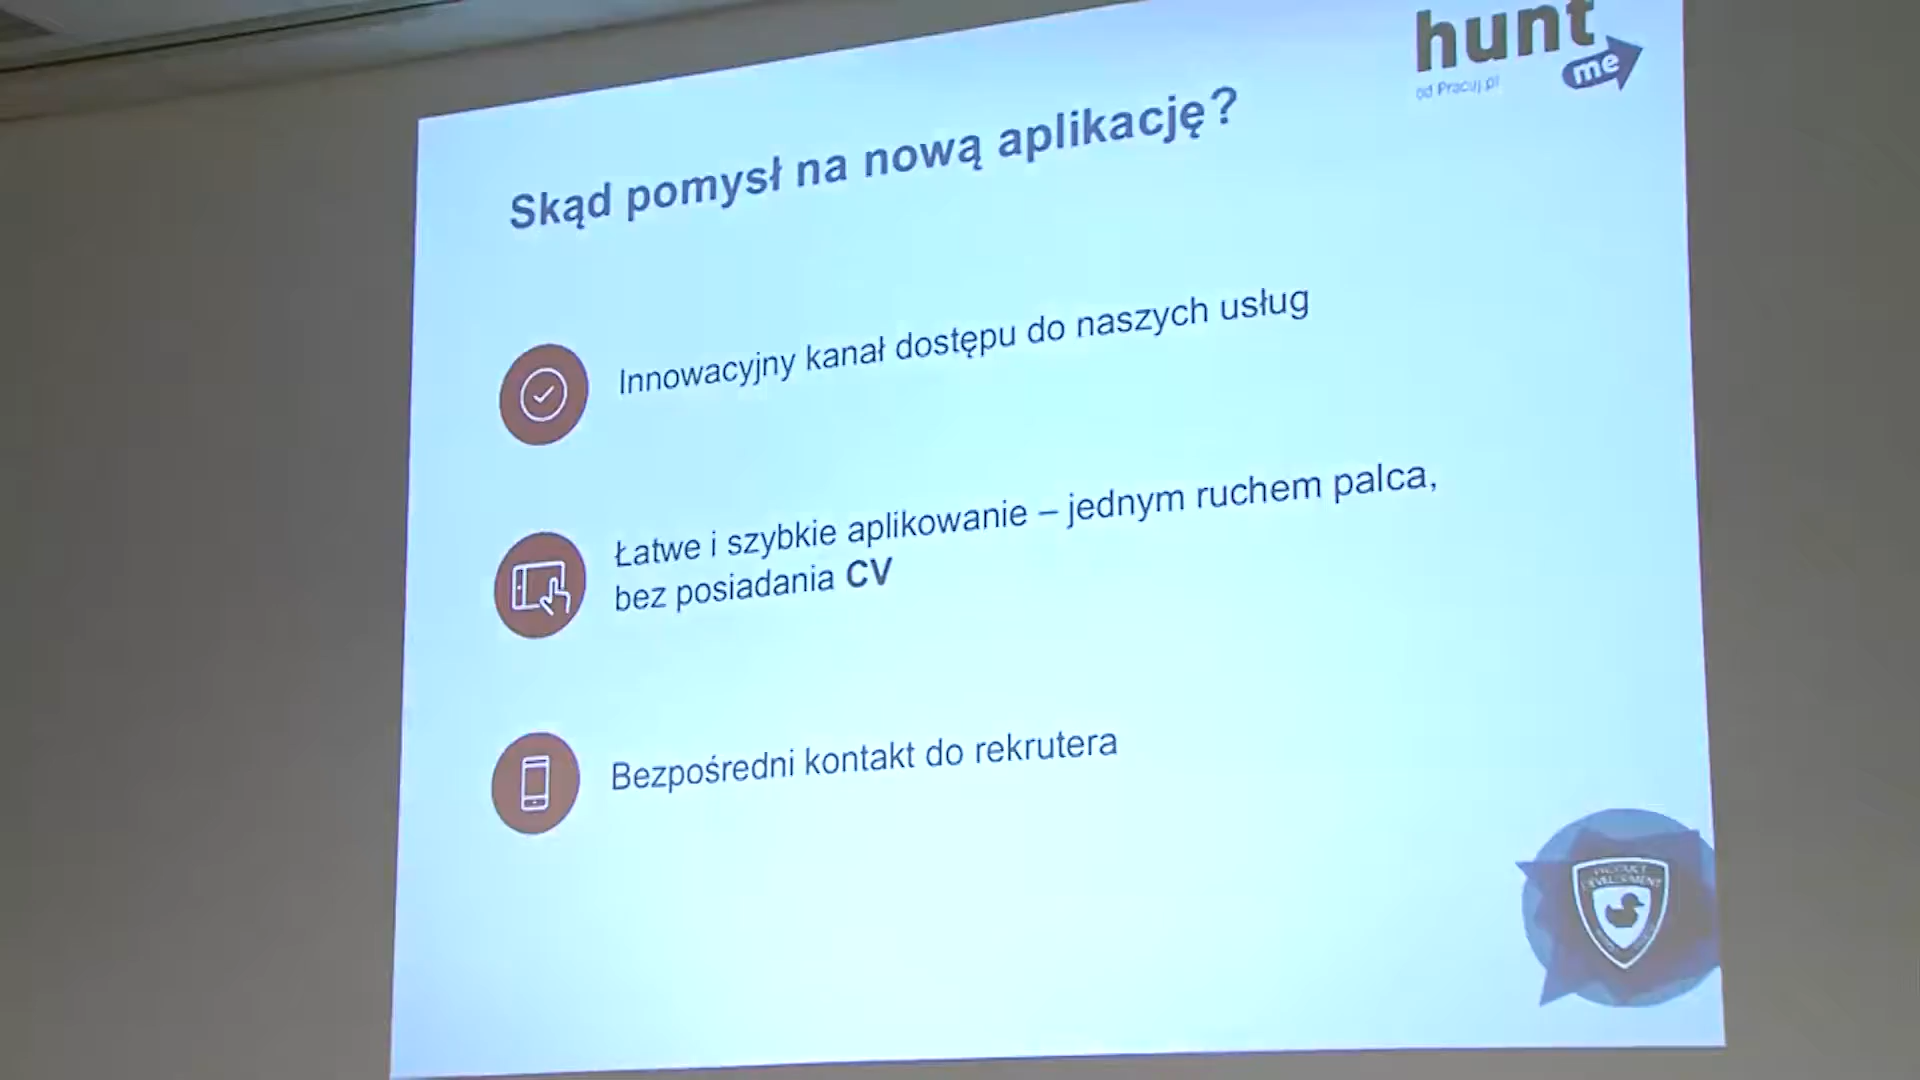 hunt
me
od Pracuj.pl
Skąd pomysł na nową aplikację?
Innowacyjny kanał dostępu do naszych usług
Łatwe i szybkie aplikowanie – jednym ruchem palca,
bez posiadania CV
Bezpośredni kontakt do rekrutera
DEVELOPMENT